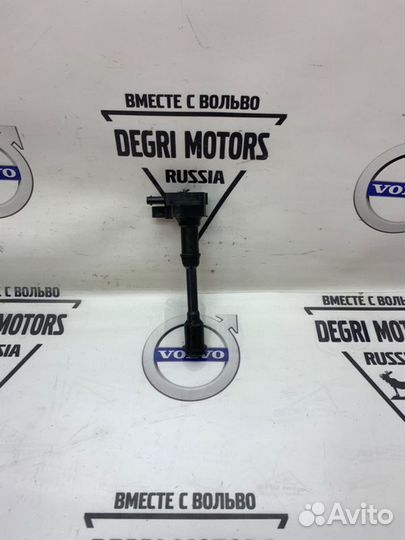 ВМЕСТЕ С ВОЛЬВО
DEGRI MOTORS
RUSSIA
VOLVO
VOLVO
ВМЕСТЕ С ВОЛЬВО
MOTORS
RUSSIA
ВМЕСТЕ С ВОЛЬВО
DEGRI MOTORS
RUSSIA
VOLVO
ВМЕСТЕ С ВОЛЬВО
Avito